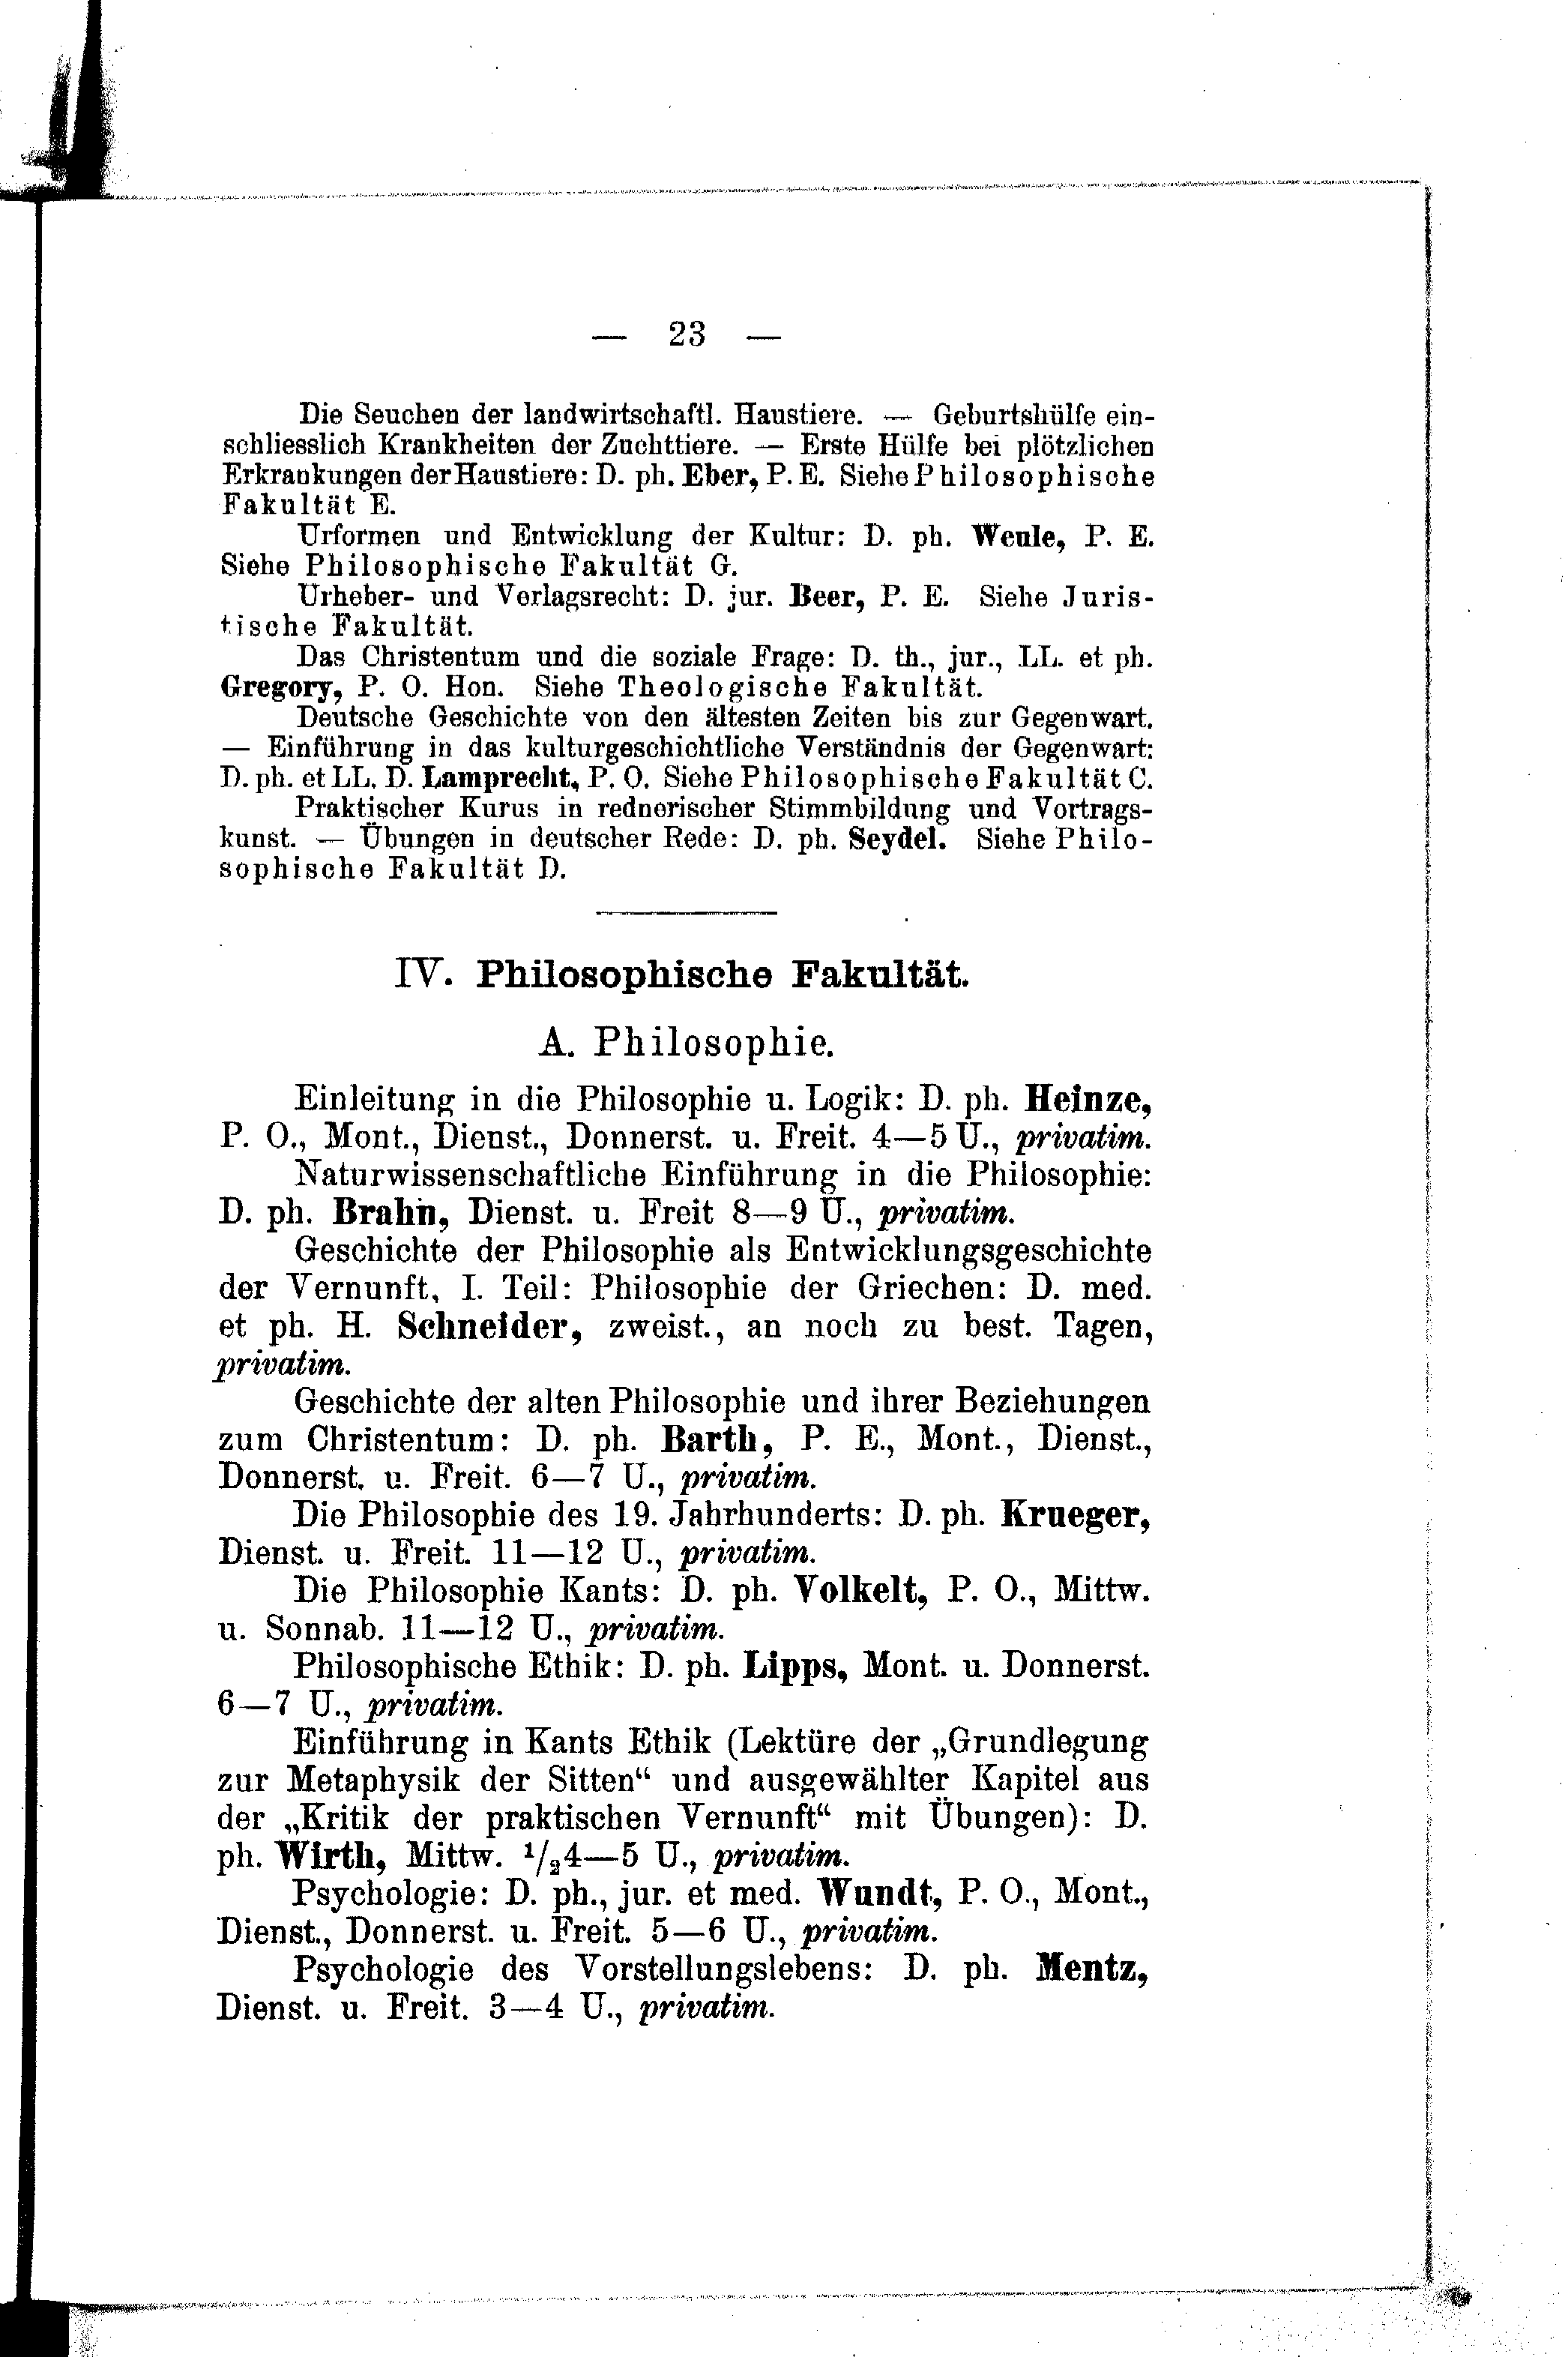 — 23 —
Die Seuchen der landwirtschaftl. Haustiere. — Geburtshülfe ein-
schliesslich Krankheiten der Zuchttiere. — Erste Hülfe bei plötzlichen
Erkrankungen der Haustiere: D. ph. Eber, P. E. Siehe Philosophische
Fakultät E.
Urformen und Entwicklung der Kultur: D. ph. Weule, P. E.
Siehe Philosophische Fakultät G.
Urheber- und Verlagsrecht: D. jur. Beer, P. E. Siehe Juris-
tische Fakultät.
Das Christentum und die soziale Frage: D. th., jur., LL. et ph.
Gregory, P. O. Hon. Siehe Theologische Fakultät.
Deutsche Geschichte von den ältesten Zeiten bis zur Gegenwart.
— Einführung in das kulturgeschichtliche Verständnis der Gegenwart:
D. ph. et LL. D. Lamprecht, P. O. Siehe Philosophische Fakultät C.
Praktischer Kurus in rednerischer Stimmbildung und Vortrags-
kunst. — Übungen in deutscher Rede: D. ph. Seydel. Siehe Philo-
sophische Fakultät D.
IV. Philosophische Fakultät.
A. Philosophie.
Einleitung in die Philosophie u. Logik: D. ph. Heinze,
P. O., Mont., Dienst., Donnerst. u. Freit. 4—5 U., privatim.
Naturwissenschaftliche Einführung in die Philosophie:
D. ph. Brahn, Dienst. u. Freit 8—9 U., privatim.
Geschichte der Philosophie als Entwicklungsgeschichte
der Vernunft, I. Teil: Philosophie der Griechen: D. med.
et ph. H. Schneider, zweist., an noch zu best. Tagen,
privatim.
Geschichte der alten Philosophie und ihrer Beziehungen
zum Christentum: D. ph. Barth, P. E., Mont., Dienst.,
Donnerst. u. Freit. 6—7 U., privatim.
Die Philosophie des 19. Jahrhunderts: D. ph. Krueger,
Dienst. u. Freit. 11—12 U., privatim.
Die Philosophie Kants: D. ph. Volkelt, P. O., Mittw.
u. Sonnab. 11—12 U., privatim.
Philosophische Ethik: D. ph. Lipps, Mont. u. Donnerst.
6—7 U., privatim.
Einführung in Kants Ethik (Lektüre der „Grundlegung
zur Metaphysik der Sitten“ und ausgewählter Kapitel aus
der „Kritik der praktischen Vernunft“ mit Übungen): D.
ph. Wirth, Mittw. ¹/₂4—5 U., privatim.
Psychologie: D. ph., jur. et med. Wundt, P. O., Mont.,
Dienst., Donnerst. u. Freit. 5—6 U., privatim.
Psychologie des Vorstellungslebens: D. ph. Mentz,
Dienst. u. Freit. 3—4 U., privatim.